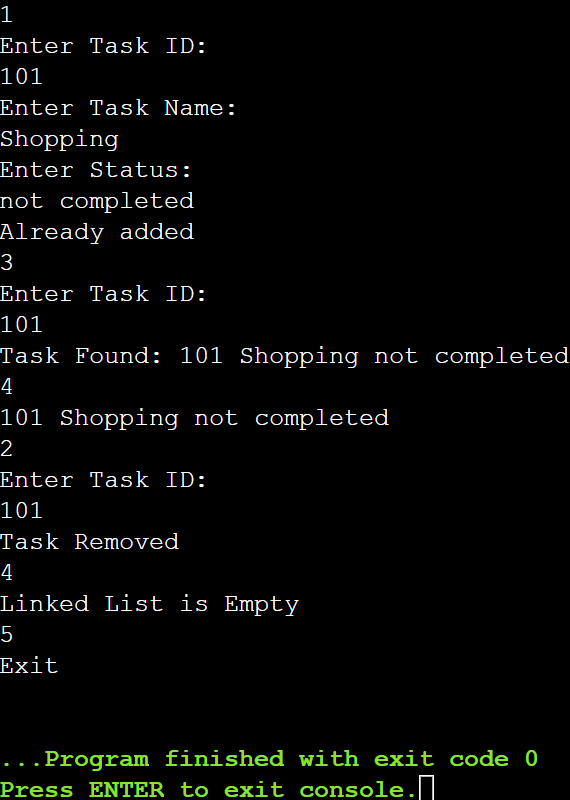 1
Enter Task ID:
101
Enter Task Name:
Shopping
Enter Status:
not completed
Already added
3
Enter Task ID:
101
Task Found: 101 Shopping not completed
4
101 Shopping not completed
2
Enter Task ID:
101
Task Removed
4
Linked List is Empty
5
Exit
...Program finished with exit code 0
Press ENTER to exit console.